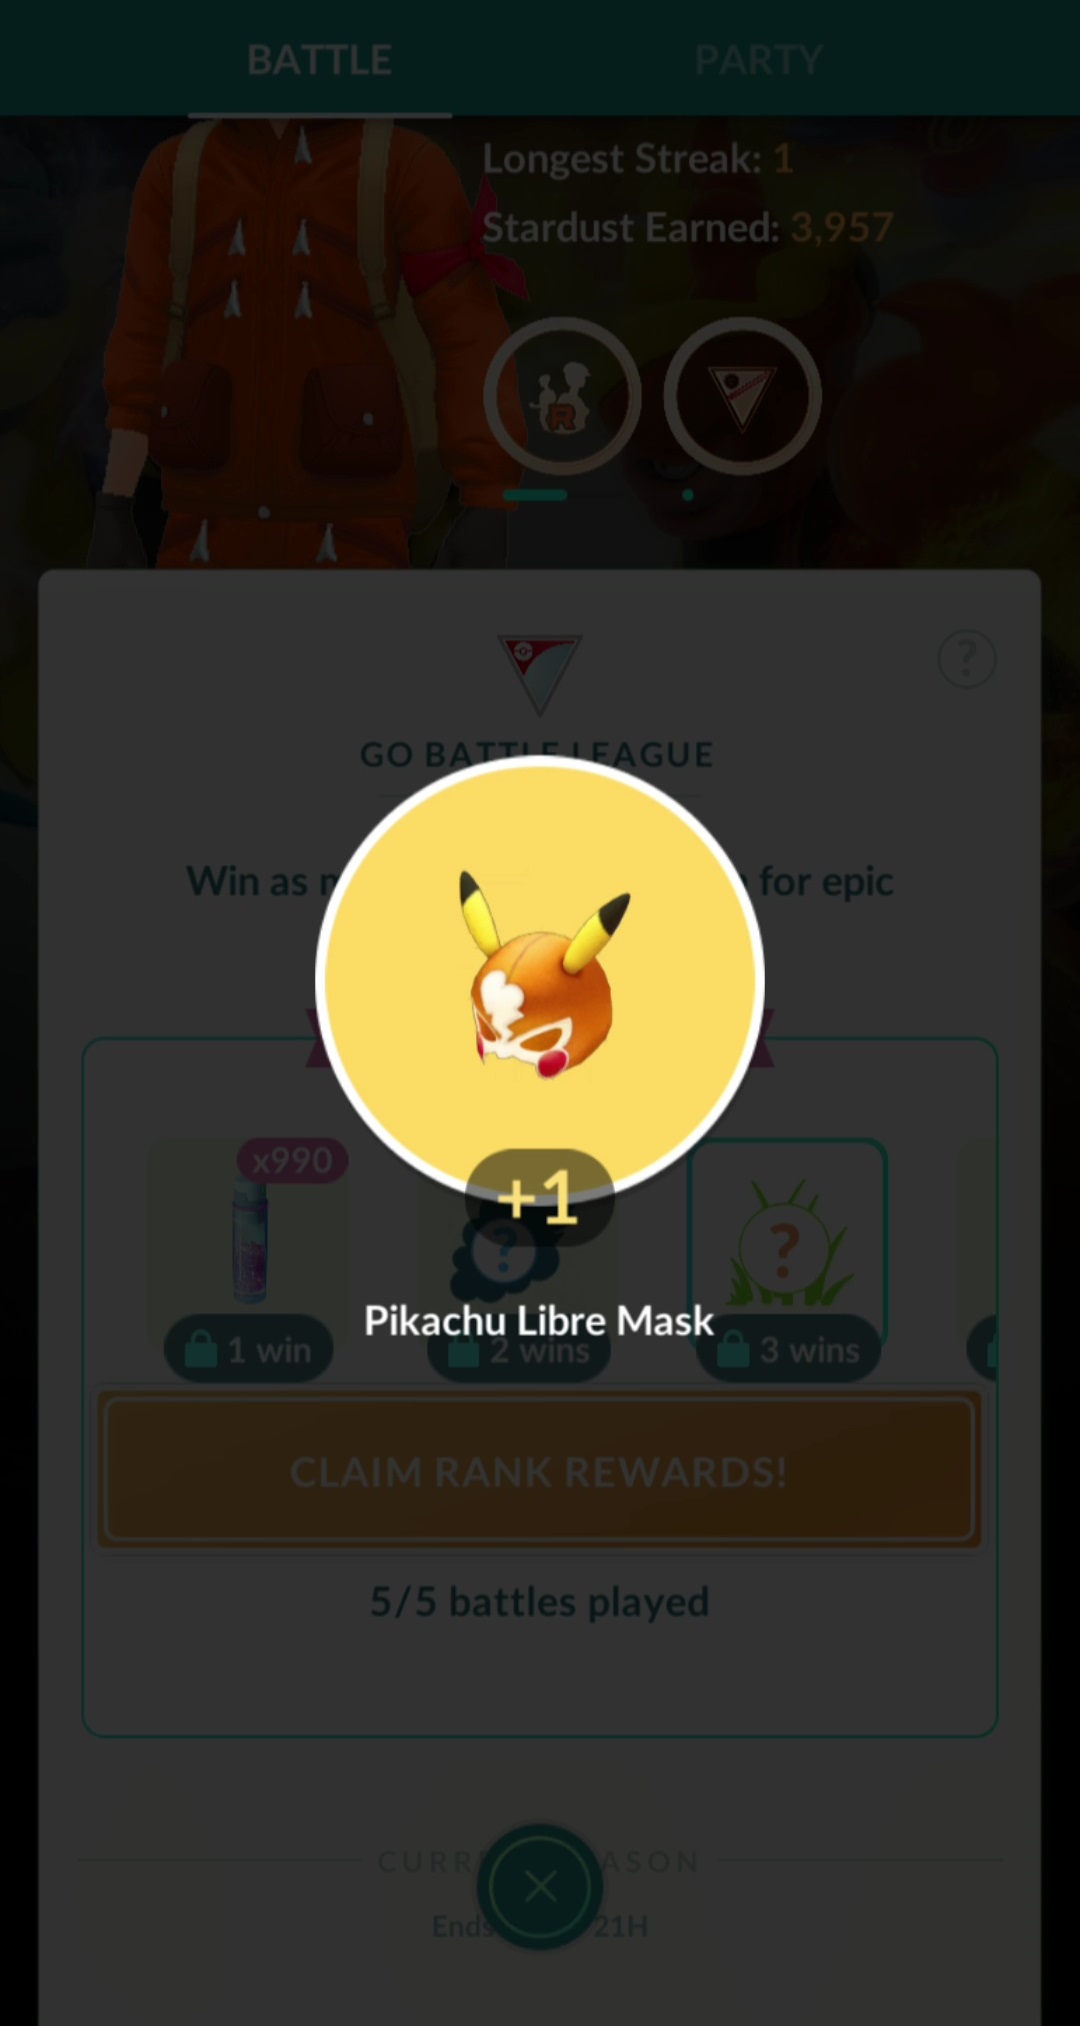 BATTLE
PARTY
Longest Streak: 1
Stardust Earned: 3,957
R
?
GO BATTLE LEAGUE
Win as
for epic
x990
+1
?
?
Pikachu Libre Mask
1 win
2 wins
3 wins
CLAIM RANK REWARDS!
5/5 battles played
Ends
21H